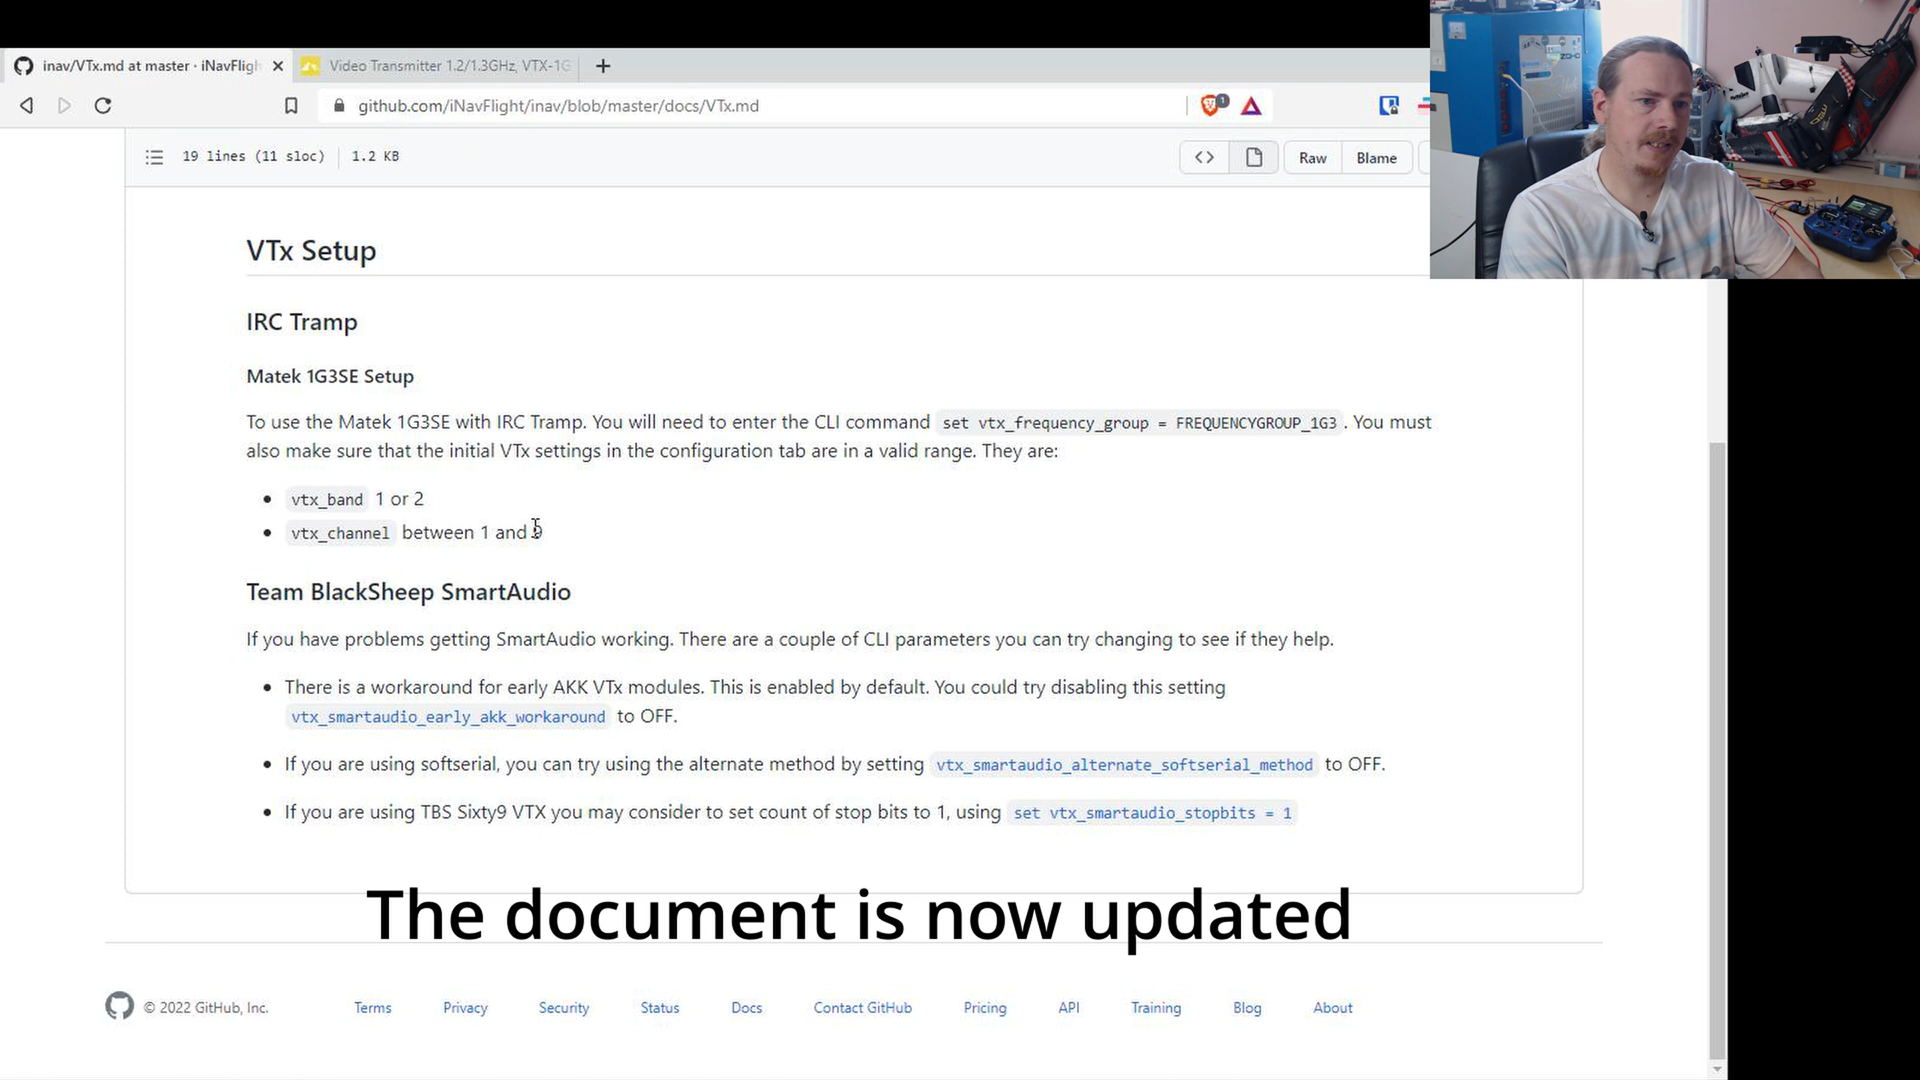 inav/VTx.md at master · iNavFligh
Video Transmitter 1.2/1.3GHz, VTX-1G
github.com/iNavFlight/inav/blob/master/docs/VTx.md
19 lines (11 sloc)
1.2 KB
Raw
Blame
VTx Setup
IRC Tramp
Matek 1G3SE Setup
To use the Matek 1G3SE with IRC Tramp. You will need to enter the CLI command set vtx_frequency_group = FREQUENCYGROUP_1G3. You must
also make sure that the initial VTx settings in the configuration tab are in a valid range. They are:
vtx_band 1 or 2
vtx_channel between 1 and 9
Team BlackSheep SmartAudio
If you have problems getting SmartAudio working. There are a couple of CLI parameters you can try changing to see if they help.
There is a workaround for early AKK VTx modules. This is enabled by default. You could try disabling this setting
vtx_smartaudio_early_akk_workaround to OFF.
If you are using softserial, you can try using the alternate method by setting vtx_smartaudio_alternate_softserial_method to OFF.
If you are using TBS Sixty9 VTX you may consider to set count of stop bits to 1, using set vtx_smartaudio_stopbits = 1
The document is now updated
© 2022 GitHub, Inc.
Terms
Privacy
Security
Status
Docs
Contact GitHub
Pricing
API
Training
Blog
About